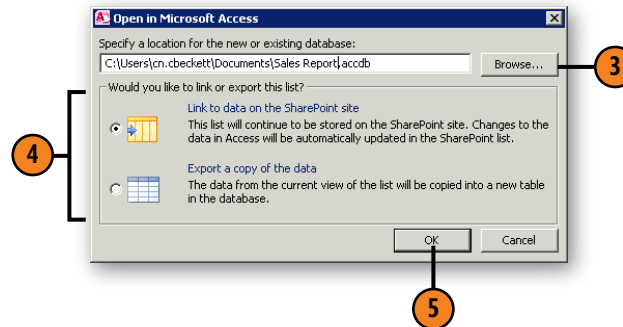 Open in Microsoft Access
Specify a location for the new or existing database:
C:\Users\cn.cbeckett\Documents\Sales Report.accdb
Browse...
3
Would you like to link or export this list?
Link to data on the SharePoint site
This list will continue to be stored on the SharePoint site. Changes to the
data in Access will be automatically updated in the SharePoint list.
4
Export a copy of the data
The data from the current view of the list will be copied into a new table
in the database.
OK
Cancel
5